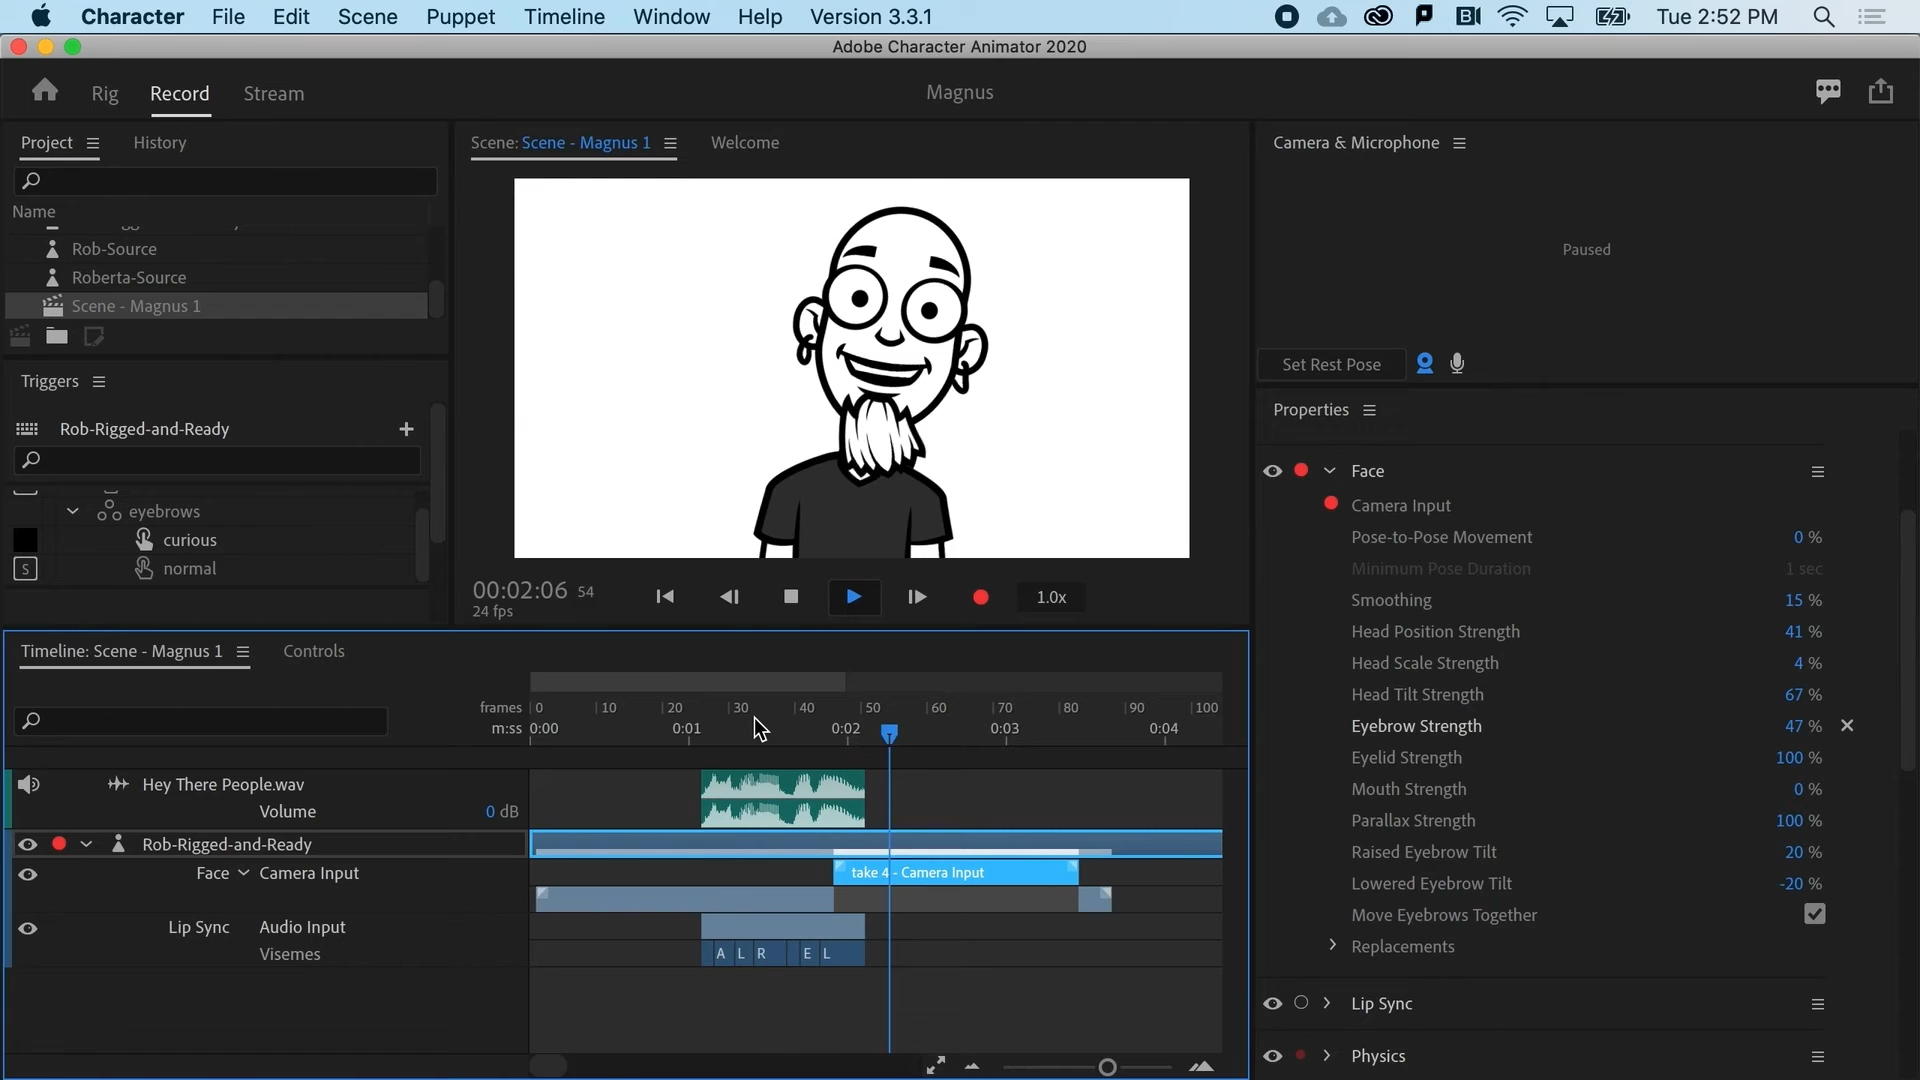 Character File Edit Scene Puppet Timeline Window Help Version 3.3.1 Tue 2:52 PM
Adobe Character Animator 2020
Rig Record Stream Magnus
Project History
Name
Rob-Source
Roberta-Source
Scene - Magnus 1
Triggers
Rob-Rigged-and-Ready
eyebrows
curious
S normal
Scene: Scene - Magnus 1 Welcome
00:02:06 54
24 fps
1.0x
Camera & Microphone
Paused
Set Rest Pose
Properties
Face
Camera Input
Pose-to-Pose Movement 0 %
Minimum Pose Duration 1 sec
Smoothing 15 %
Head Position Strength 41 %
Head Scale Strength 4 %
Head Tilt Strength 67 %
Eyebrow Strength 47 %
Eyelid Strength 100 %
Mouth Strength 0 %
Parallax Strength 100 %
Raised Eyebrow Tilt 20 %
Lowered Eyebrow Tilt -20 %
Move Eyebrows Together
Replacements
Lip Sync
Physics
Timeline: Scene - Magnus 1 Controls
frames 0 10 20 30 40 50 60 70 80 90 100
m:ss 0:00 0:01 0:02 0:03 0:04
Hey There People.wav
Volume 0 dB
Rob-Rigged-and-Ready
Face Camera Input take 4 - Camera Input
Lip Sync Audio Input
Visemes A L R E L